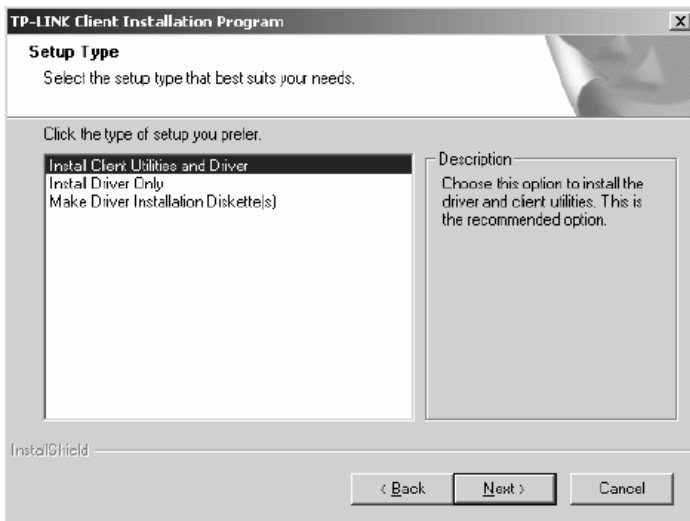 TP-LINK Client Installation Program
Setup Type
Select the setup type that best suits your needs.
Click the type of setup you prefer.
Install Client Utilities and Driver
Install Driver Only
Make Driver Installation Diskette(s)
Description
Choose this option to install the
driver and client utilities. This is
the recommended option.
InstallShield
< Back
Next >
Cancel